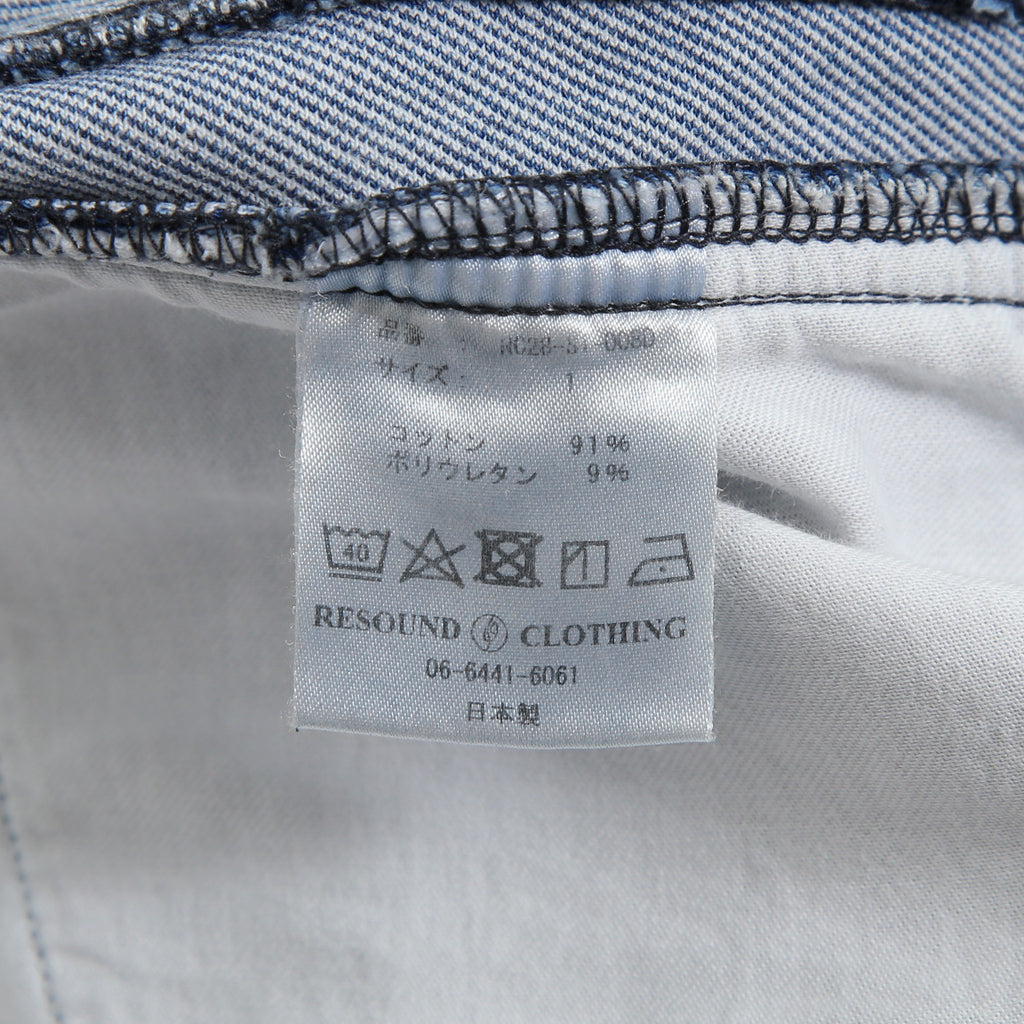 品番
サイズ : 1
コットン 91%
ポリウレタン 9%
40
RESOUND CLOTHING
06-6441-6061
日本製